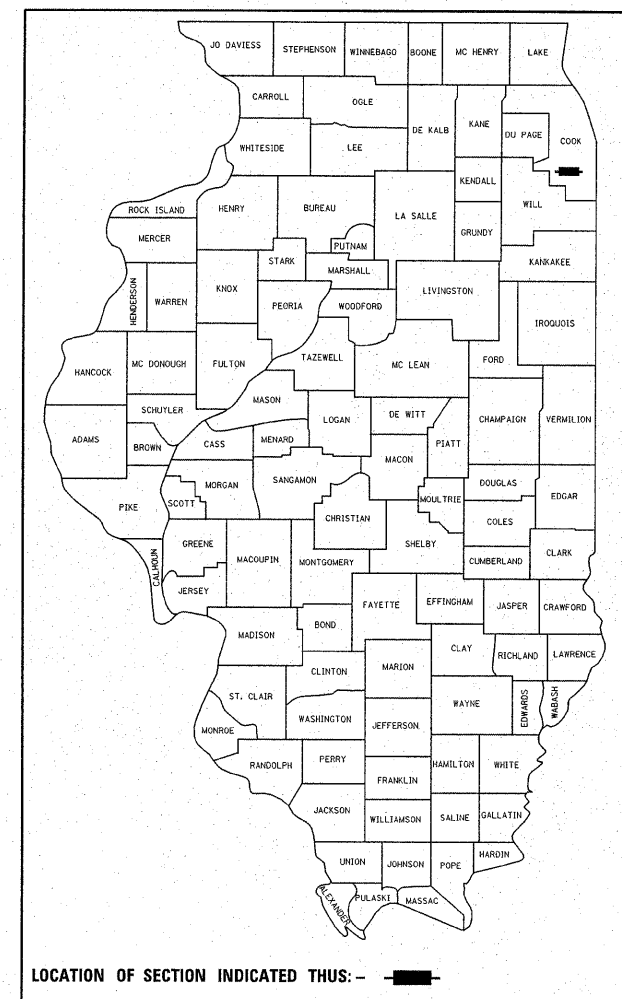 JO DAVIESS STEPHENSON WINNEBAGO BOONE MC HENRY LAKE
CARROLL OGLE DE KALB KANE DU PAGE COOK
WHITESIDE LEE
KENDALL WILL
ROCK ISLAND HENRY BUREAU LA SALLE
MERCER PUTNAM GRUNDY
STARK MARSHALL KANKAKEE
HENDERSON WARREN KNOX PEORIA WOODFORD LIVINGSTON
IROQUOIS
HANCOCK MC DONOUGH FULTON TAZEWELL MC LEAN FORD
MASON
SCHUYLER LOGAN DE WITT CHAMPAIGN VERMILION
ADAMS BROWN CASS MENARD MACON PIATT
MORGAN SANGAMON DOUGLAS EDGAR
PIKE SCOTT CHRISTIAN MOULTRIE COLES
GREENE MACOUPIN MONTGOMERY SHELBY CUMBERLAND CLARK
CALHOUN JERSEY
FAYETTE EFFINGHAM JASPER CRAWFORD
MADISON BOND
CLAY RICHLAND LAWRENCE
CLINTON MARION
ST. CLAIR WAYNE EDWARDS WABASH
MONROE WASHINGTON JEFFERSON
RANDOLPH PERRY HAMILTON WHITE
FRANKLIN
JACKSON WILLIAMSON SALINE GALLATIN
UNION JOHNSON POPE HARDIN
ALEXANDER PULASKI MASSAC
LOCATION OF SECTION INDICATED THUS: -